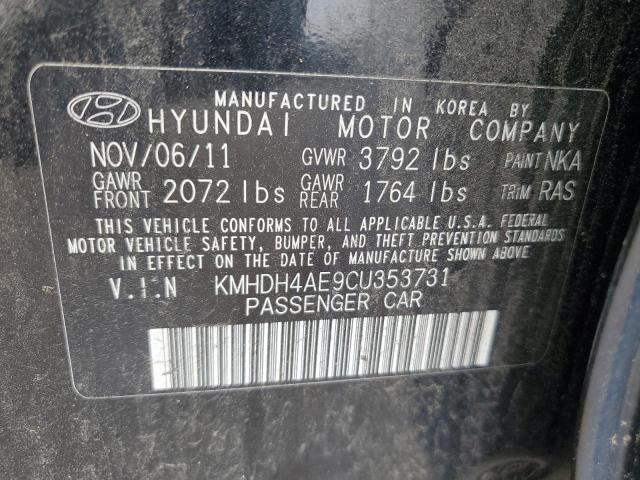 MANUFACTURED IN KOREA BY
HYUNDAI MOTOR COMPANY
NOV/06/11 GVWR 3792 lbs PAINT NKA
GAWR FRONT 2072 lbs GAWR REAR 1764 lbs TRIM RAS
THIS VEHICLE CONFORMS TO ALL APPLICABLE U.S.A. FEDERAL
MOTOR VEHICLE SAFETY, BUMPER, AND THEFT PREVENTION STANDARDS
IN EFFECT ON THE DATE OF MANUFACTURE SHOWN ABOVE
V.I.N KMHDH4AE9CU353731
PASSENGER CAR